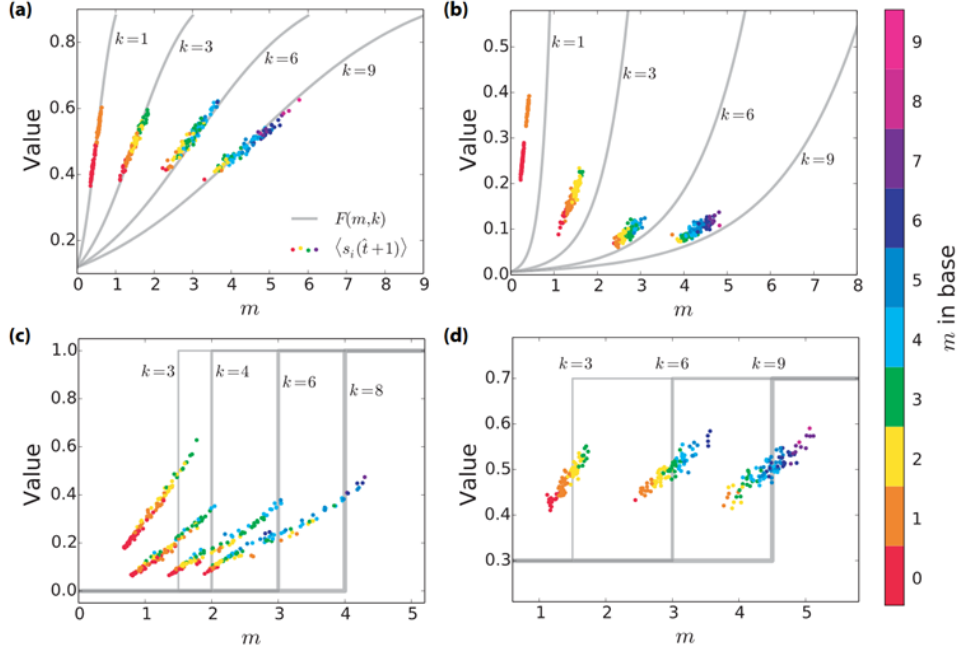 (a)
0.8
0.6
0.4
0.2
Value
k=1
k=3
k=6
k=9
F(m,k)
⟨s_i(t̂+1)⟩
0 1 2 3 4 5 6 7 8 9
m
(b)
0.5
0.4
0.3
0.2
0.1
0.0
Value
k=1
k=3
k=6
k=9
0 1 2 3 4 5 6 7 8
m
(c)
1.0
0.8
0.6
0.4
0.2
0.0
Value
k=3
k=4
k=6
k=8
0 1 2 3 4 5
m
(d)
0.7
0.6
0.5
0.4
0.3
Value
k=3
k=6
k=9
1 2 3 4 5
m
9
8
7
6
5
4
3
2
1
0
m in base